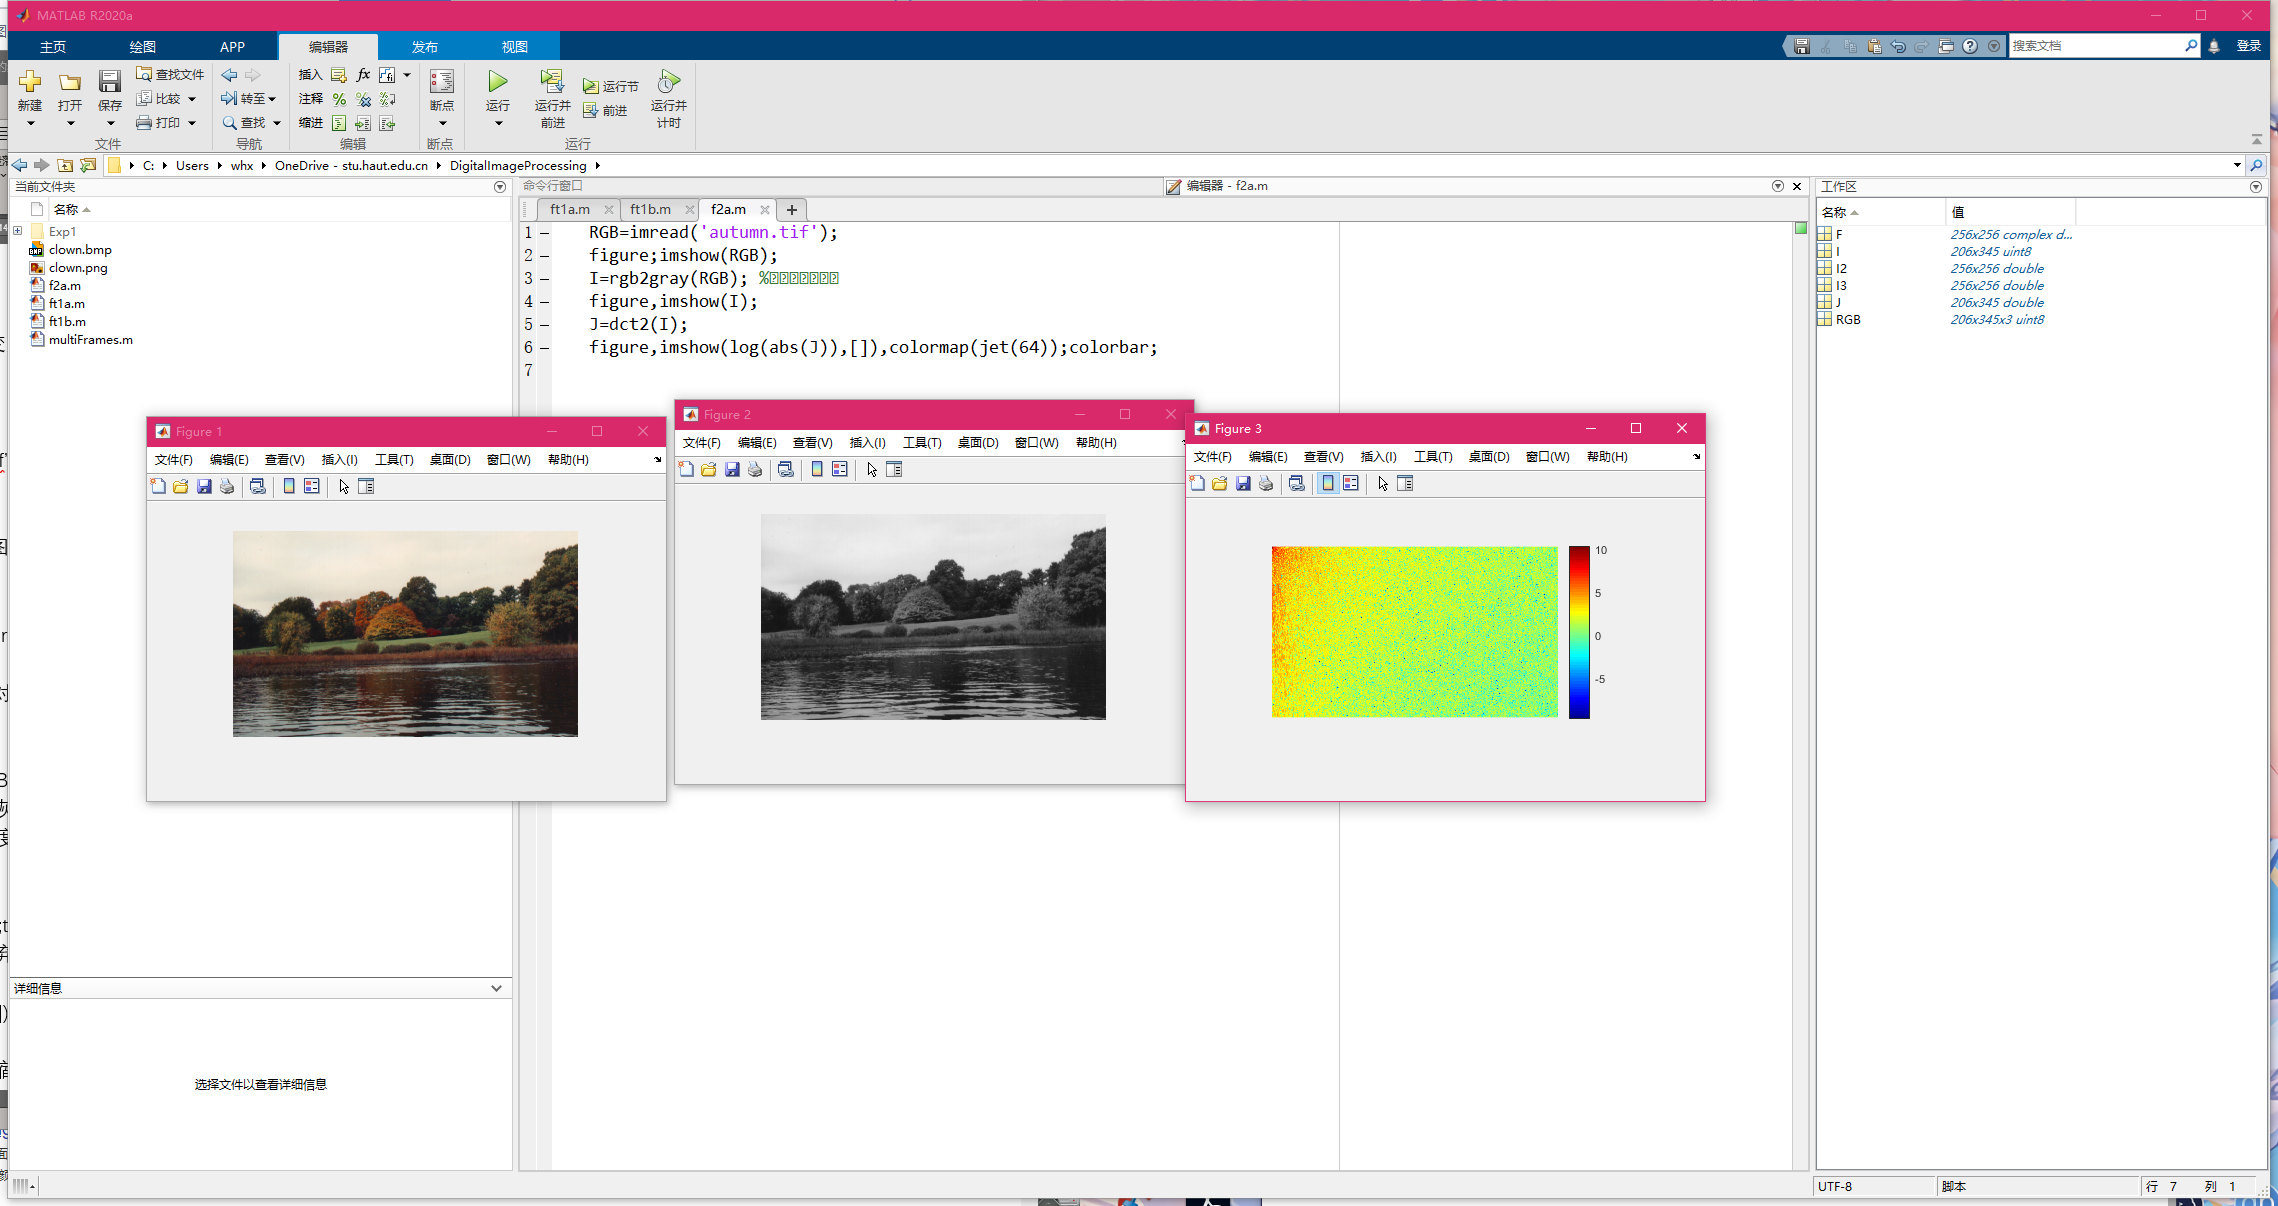 MATLAB R2020a
主页 绘图 APP 编辑器 发布 视图
搜索文档 登录
新建 打开 保存 查找文件 比较 打印
转至 查找
插入 fx
注释
缩进
断点 运行 运行并前进 运行节 前进 运行并计时
文件 导航 编辑 断点 运行
C: Users whx OneDrive - stu.haut.edu.cn DigitalImageProcessing
当前文件夹
名称
Exp1
clown.bmp
clown.png
f2a.m
ft1a.m
ft1b.m
multiFrames.m
详细信息
选择文件以查看详细信息
命令行窗口
编辑器 - f2a.m
ft1a.m ft1b.m f2a.m
1 RGB=imread('autumn.tif');
2 figure;imshow(RGB);
3 I=rgb2gray(RGB); %
4 figure,imshow(I);
5 J=dct2(I);
6 figure,imshow(log(abs(J)),[]),colormap(jet(64));colorbar;
7
Figure 1
文件(F) 编辑(E) 查看(V) 插入(I) 工具(T) 桌面(D) 窗口(W) 帮助(H)
Figure 2
文件(F) 编辑(E) 查看(V) 插入(I) 工具(T) 桌面(D) 窗口(W) 帮助(H)
Figure 3
文件(F) 编辑(E) 查看(V) 插入(I) 工具(T) 桌面(D) 窗口(W) 帮助(H)
10
5
0
-5
工作区
名称 值
F 256x256 complex d...
I 206x345 uint8
I2 256x256 double
I3 256x256 double
J 206x345 double
RGB 206x345x3 uint8
UTF-8 脚本 行 7 列 1